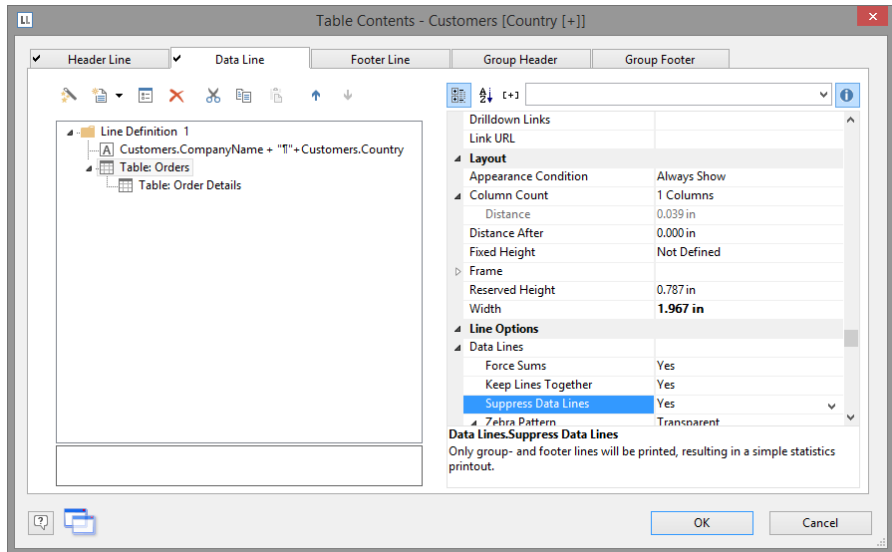 LL
Table Contents - Customers [Country [+]]
Header Line
Data Line
Footer Line
Group Header
Group Footer
[+]
Line Definition 1
A Customers.CompanyName + "¶"+Customers.Country
Table: Orders
Table: Order Details
Drilldown Links
Link URL
Layout
Appearance Condition Always Show
Column Count 1 Columns
Distance 0.039 in
Distance After 0.000 in
Fixed Height Not Defined
Frame
Reserved Height 0.787 in
Width 1.967 in
Line Options
Data Lines
Force Sums Yes
Keep Lines Together Yes
Suppress Data Lines Yes
Zebra Pattern Transparent
Data Lines.Suppress Data Lines
Only group- and footer lines will be printed, resulting in a simple statistics
printout.
OK
Cancel